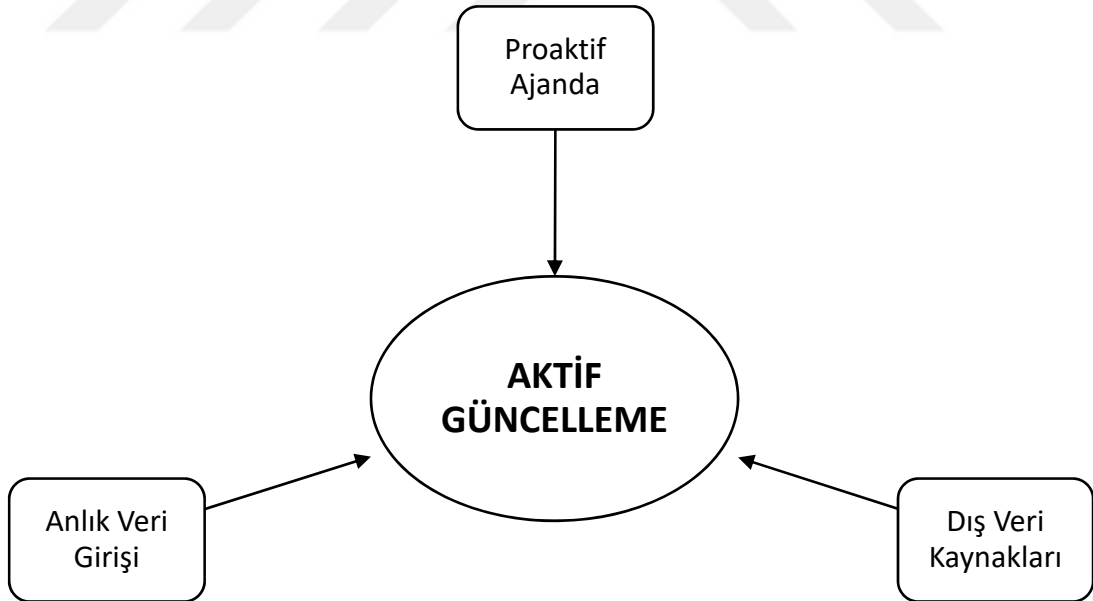 Proaktif
Ajanda
AKTİF
GÜNCELLEME
Anlık Veri
Girişi
Dış Veri
Kaynakları